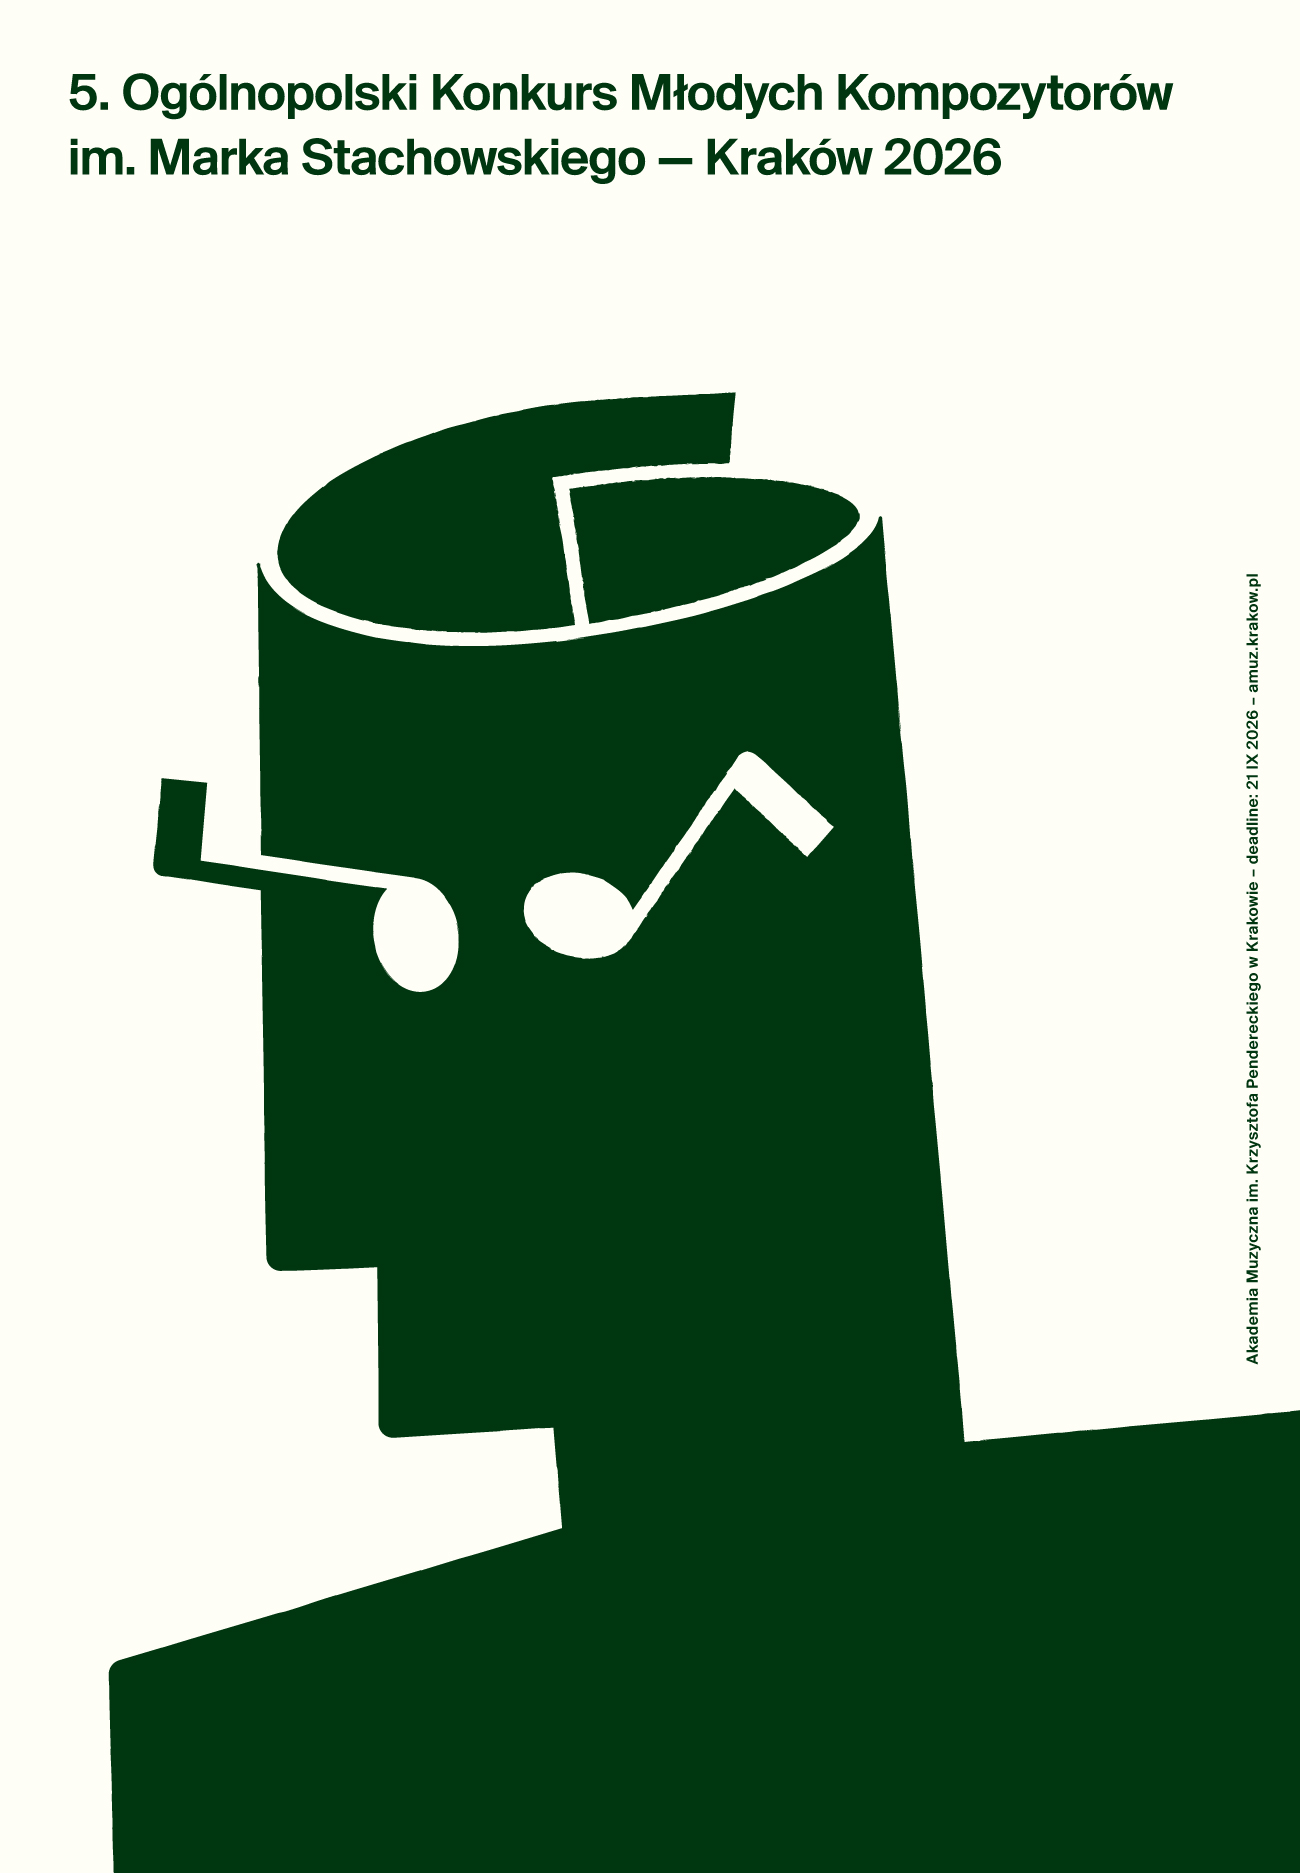 5. Ogólnopolski Konkurs Młodych Kompozytorów
im. Marka Stachowskiego — Kraków 2026
Akademia Muzyczna im. Krzysztofa Pendereckiego w Krakowie – deadline: 21 IX 2026 – amuz.krakow.pl